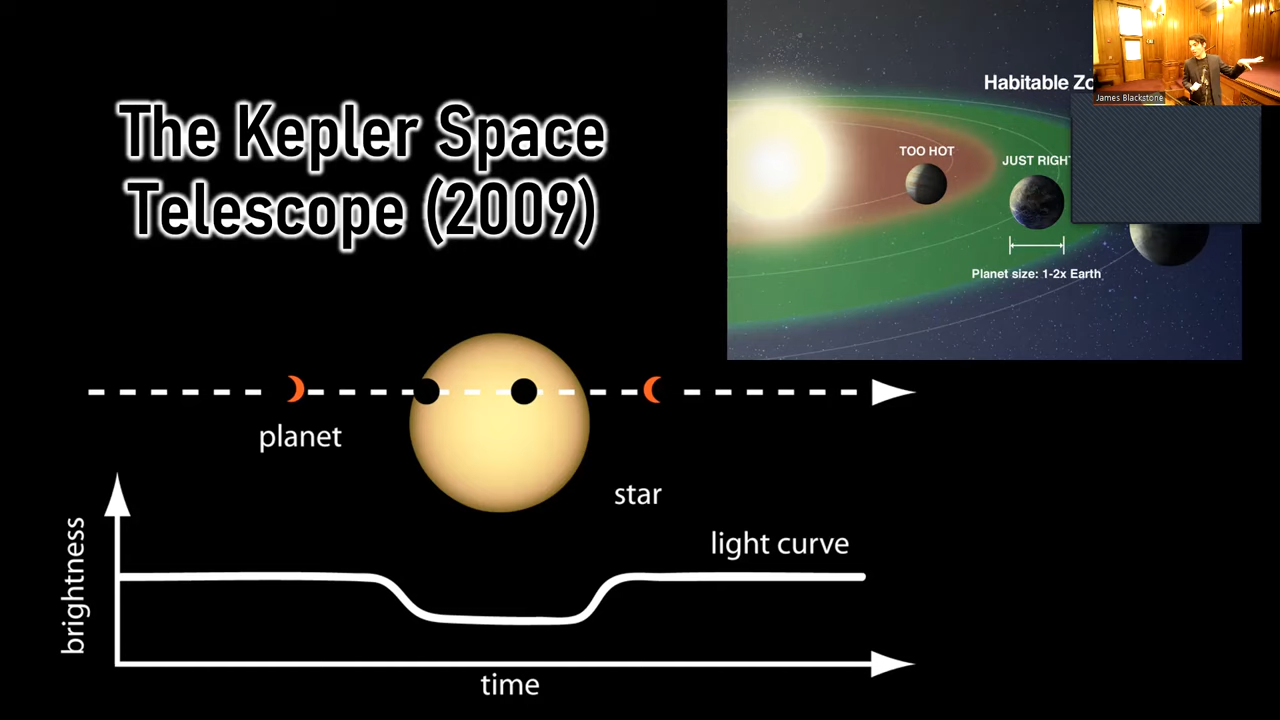 The Kepler Space
Telescope (2009)
Habitable Zo
James Blackstone
TOO HOT
JUST RIGH
Planet size: 1-2x Earth
planet
star
light curve
brightness
time